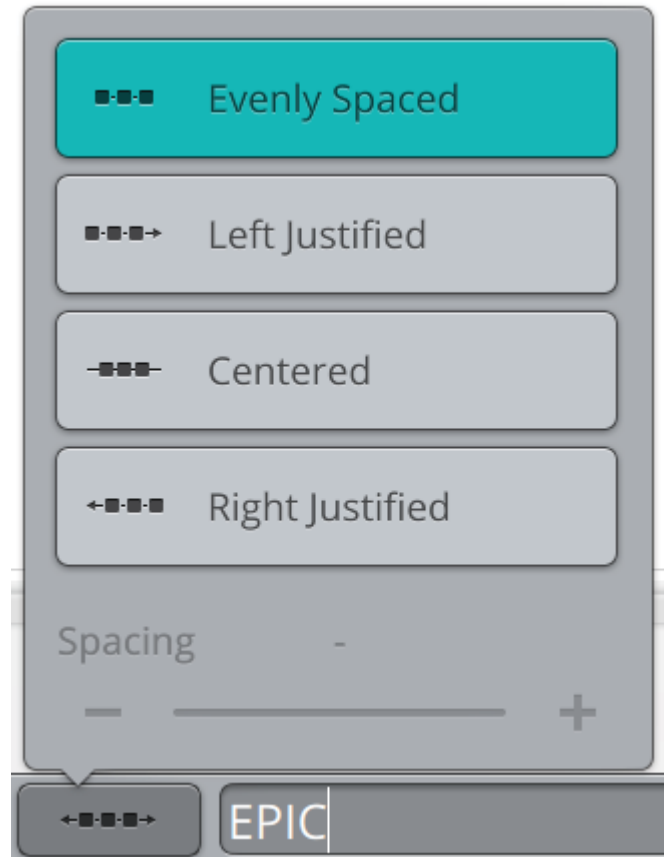 Evenly Spaced
Left Justified
Centered
Right Justified
Spacing -
EPIC